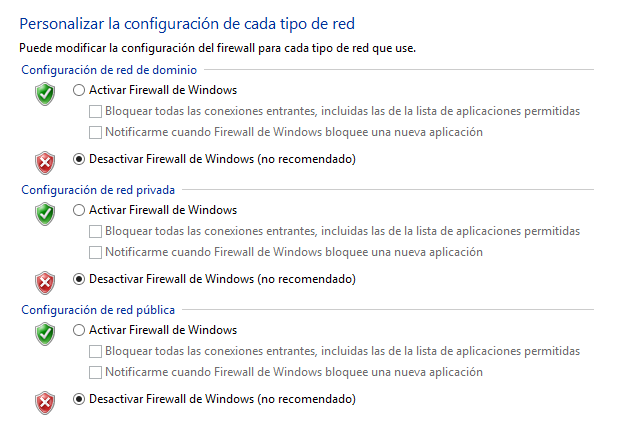 Personalizar la configuración de cada tipo de red
Puede modificar la configuración del firewall para cada tipo de red que use.
Configuración de red de dominio
Activar Firewall de Windows
Bloquear todas las conexiones entrantes, incluidas las de la lista de aplicaciones permitidas
Notificarme cuando Firewall de Windows bloquee una nueva aplicación
Desactivar Firewall de Windows (no recomendado)
Configuración de red privada
Activar Firewall de Windows
Bloquear todas las conexiones entrantes, incluidas las de la lista de aplicaciones permitidas
Notificarme cuando Firewall de Windows bloquee una nueva aplicación
Desactivar Firewall de Windows (no recomendado)
Configuración de red pública
Activar Firewall de Windows
Bloquear todas las conexiones entrantes, incluidas las de la lista de aplicaciones permitidas
Notificarme cuando Firewall de Windows bloquee una nueva aplicación
Desactivar Firewall de Windows (no recomendado)